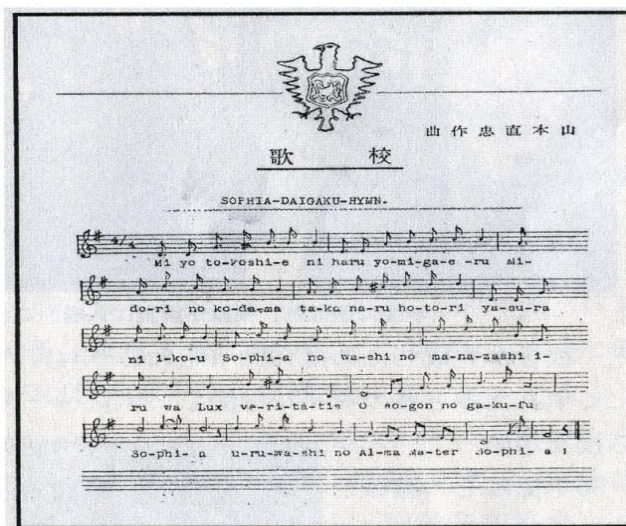 曲作忠直本山
歌 校
SOPHIA-DAIGAKU-HYMN.
4/4
Mi yo to-koshi-e ni haru yo-mi-ga-e -ru Mi-
do-ri no ko-dama ta-ka na-ru ho-to-ri ya-su-ra
ni i-ko-u So-phi-a no wa-shi no ma-na-zashi i-
ru wa Lux ve-ri-ta-tis O so-gon no ga-ku-fu
So-phi- a u-ru-wa-shi no Al-ma Ma-ter So-phi-a !